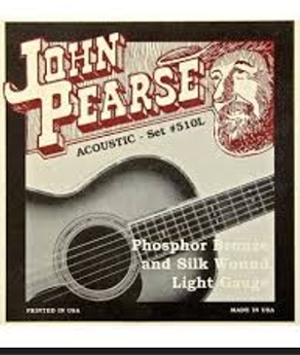 JOHN
PEARSE
ACOUSTIC - Set #510L
Phosphor Bronze
and Silk Wound
Light Gauge
PRINTED IN USA
MADE IN USA